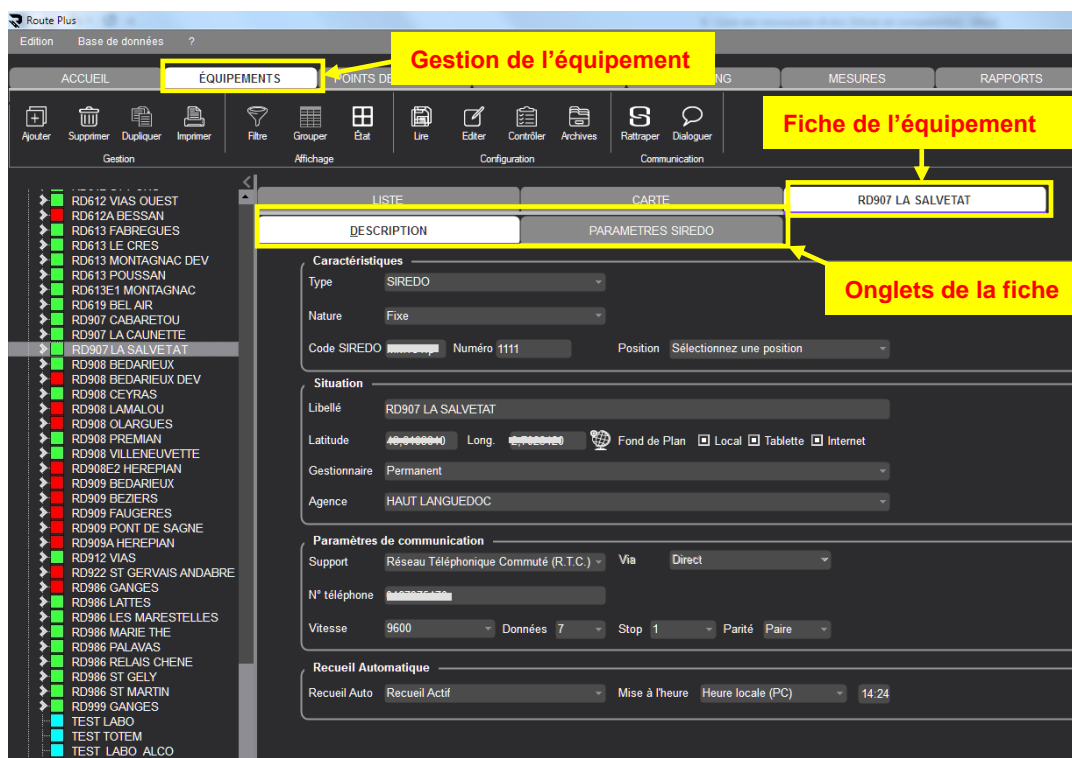 Route Plus
Edition Base de données ?
Gestion de l'équipement
ACCUEIL ÉQUIPEMENTS POINTS DE NG MESURES RAPPORTS
Ajouter Supprimer Dupliquer Imprimer Filtre Grouper État Lire Editer Contrôler Archives Rattraper Dialoguer
Gestion Affichage Configuration Communication
Fiche de l'équipement
RD612 VIAS OUEST
RD612A BESSAN
RD613 FABREGUES
RD613 LE CRES
RD613 MONTAGNAC DEV
RD613 POUSSAN
RD613E1 MONTAGNAC
RD619 BEL AIR
RD907 CABARETOU
RD907 LA CAUNETTE
RD907 LA SALVETAT
RD908 BEDARIEUX
RD908 BEDARIEUX DEV
RD908 CEYRAS
RD908 LAMALOU
RD908 OLARGUES
RD908 PREMIAN
RD908 VILLENEUVETTE
RD908E2 HEREPIAN
RD909 BEDARIEUX
RD909 BEZIERS
RD909 FAUGERES
RD909 PONT DE SAGNE
RD909A HEREPIAN
RD912 VIAS
RD922 ST GERVAIS ANDABRE
RD986 GANGES
RD986 LATTES
RD986 LES MARESTELLES
RD986 MARIE THE
RD986 PALAVAS
RD986 RELAIS CHENE
RD986 ST GELY
RD986 ST MARTIN
RD999 GANGES
TEST LABO
TEST TOTEM
TEST LABO ALCO
LISTE CARTE RD907 LA SALVETAT
DESCRIPTION PARAMETRES SIREDO
Onglets de la fiche
Caractéristiques
Type SIREDO
Nature Fixe
Code SIREDO Numéro 1111 Position Sélectionnez une position
Situation
Libellé RD907 LA SALVETAT
Latitude Long. Fond de Plan Local Tablette Internet
Gestionnaire Permanent
Agence HAUT LANGUEDOC
Paramètres de communication
Support Réseau Téléphonique Commuté (R.T.C.) Via Direct
N° téléphone
Vitesse 9600 Données 7 Stop 1 Parité Paire
Recueil Automatique
Recueil Auto Recueil Actif Mise à l'heure Heure locale (PC) 14:24